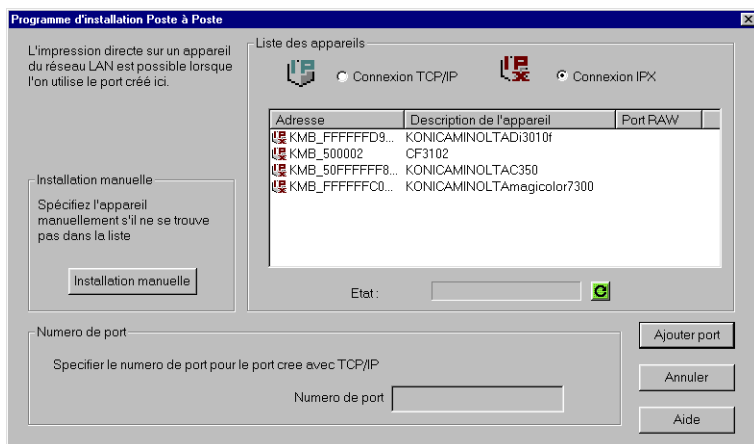 Programme d'installation Poste à Poste
L'impression directe sur un appareil
du réseau LAN est possible lorsque
l'on utilise le port créé ici.
Liste des appareils
Connexion TCP/IP
Connexion IPX
Adresse Description de l'appareil Port RAW
KMB_FFFFFFD9... KONICAMINOLTADi3010f
KMB_500002 CF3102
KMB_50FFFFFF8... KONICAMINOLTAC350
KMB_FFFFFFC0... KONICAMINOLTAmagicolor7300
Installation manuelle
Spécifiez l'appareil
manuellement s'il ne se trouve
pas dans la liste
Installation manuelle
Etat :
Numero de port
Specifier le numero de port pour le port cree avec TCP/IP
Numero de port
Ajouter port
Annuler
Aide